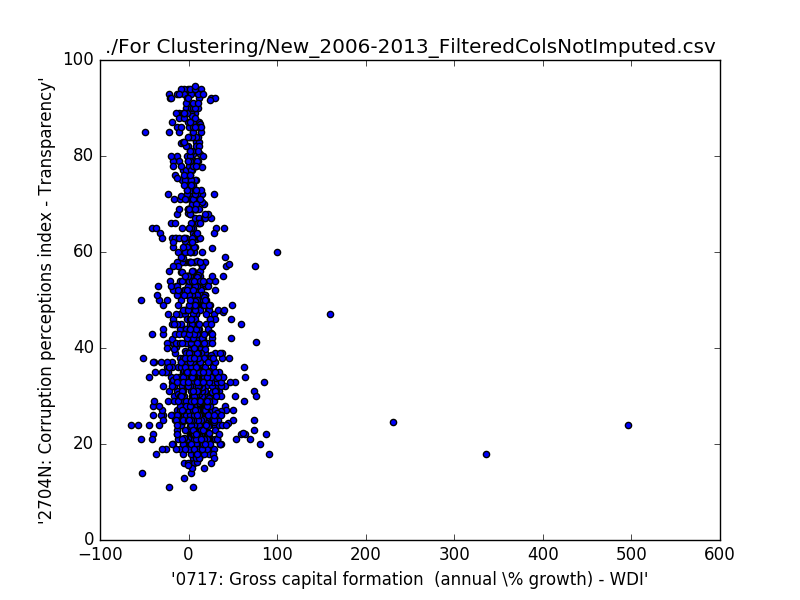 ./For Clustering/New_2006-2013_FilteredColsNotImputed.csv
'2704N: Corruption perceptions index - Transparency'
100
80
60
40
20
0
−100 0 100 200 300 400 500 600
'0717: Gross capital formation  (annual \% growth) - WDI'